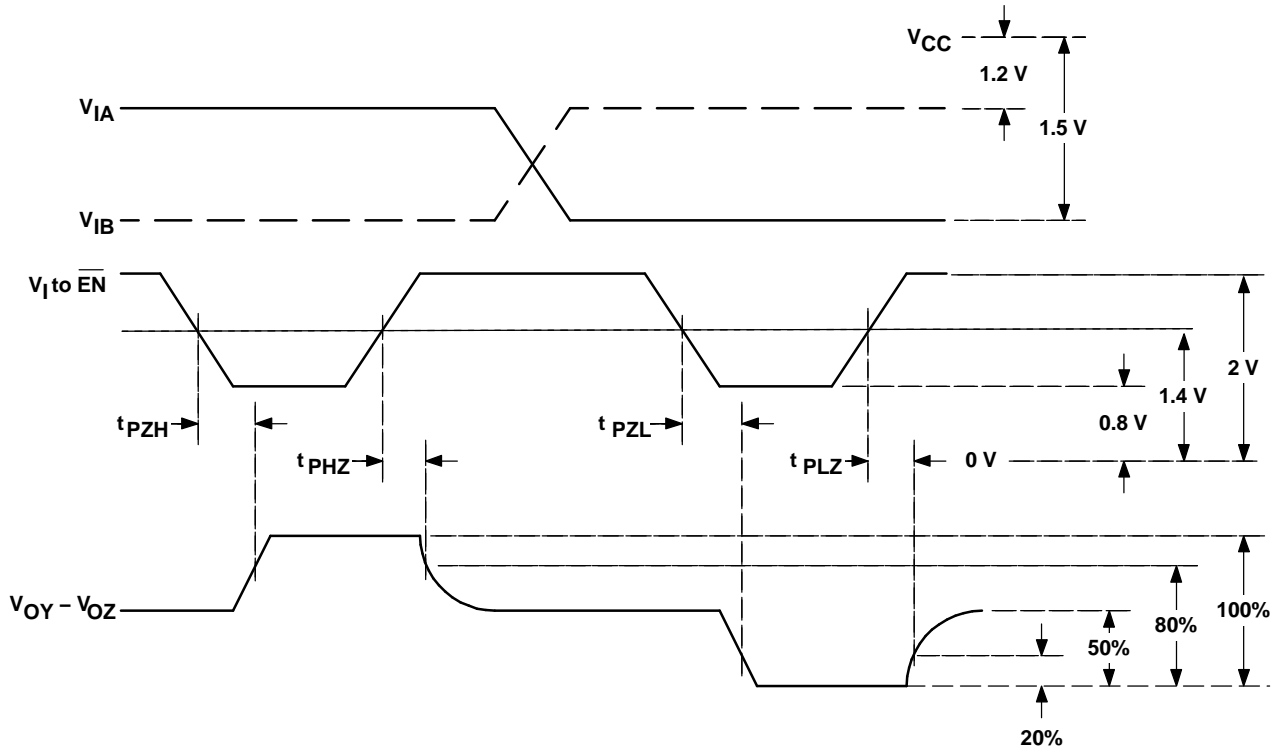 VCC
1.2 V
VIA
1.5 V
VIB
VI to E̅N̅
2 V
1.4 V
0.8 V
tPZH
tPZL
tPHZ
tPLZ
0 V
VOY – VOZ
100%
80%
50%
20%